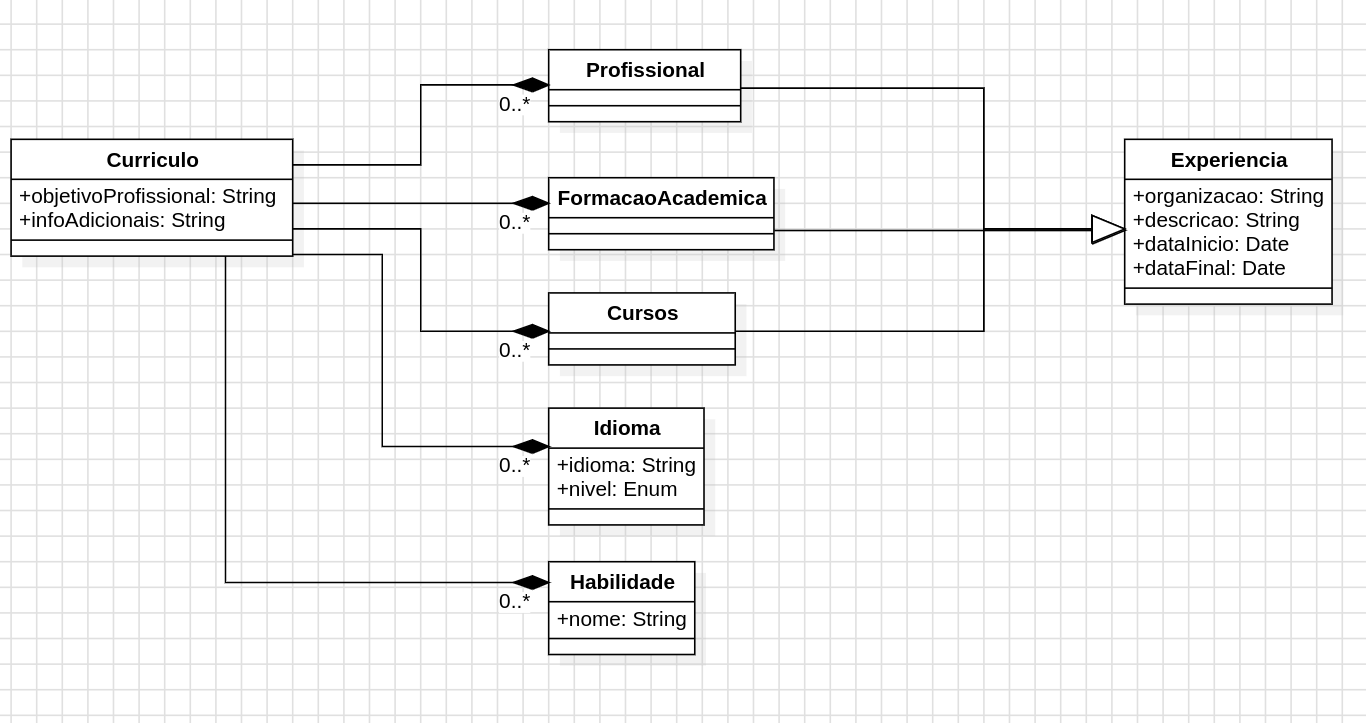 Profissional
0..*
Curriculo
+objetivoProfissional: String
+infoAdicionais: String
FormacaoAcademica
0..*
Experiencia
+organizacao: String
+descricao: String
+dataInicio: Date
+dataFinal: Date
Cursos
0..*
Idioma
+idioma: String
+nivel: Enum
0..*
Habilidade
+nome: String
0..*